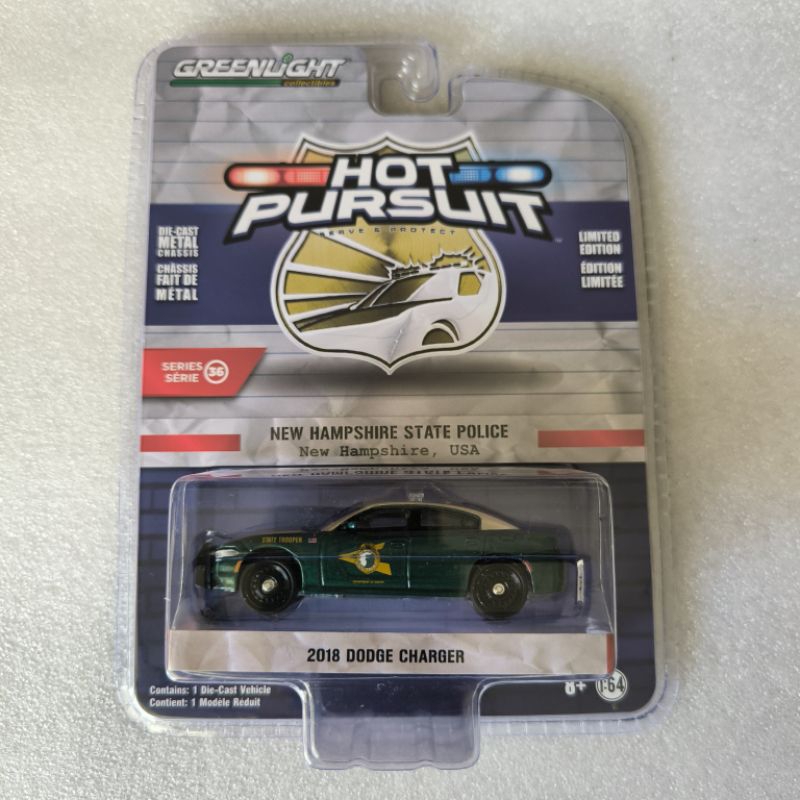 GREENLIGHT
collectibles
HOT
PURSUIT
SERVE & PROTECT
DIE-CAST
METAL
CHASSIS
CHÂSSIS
FAIT DE
MÉTAL
LIMITED
EDITION
ÉDITION
LIMITÉE
SERIES
SÉRIE
36
NEW HAMPSHIRE STATE POLICE
New Hampshire, USA
STATE TROOPER
2018 DODGE CHARGER
Contains: 1 Die-Cast Vehicle
Contient: 1 Modèle Réduit
8+
1:64